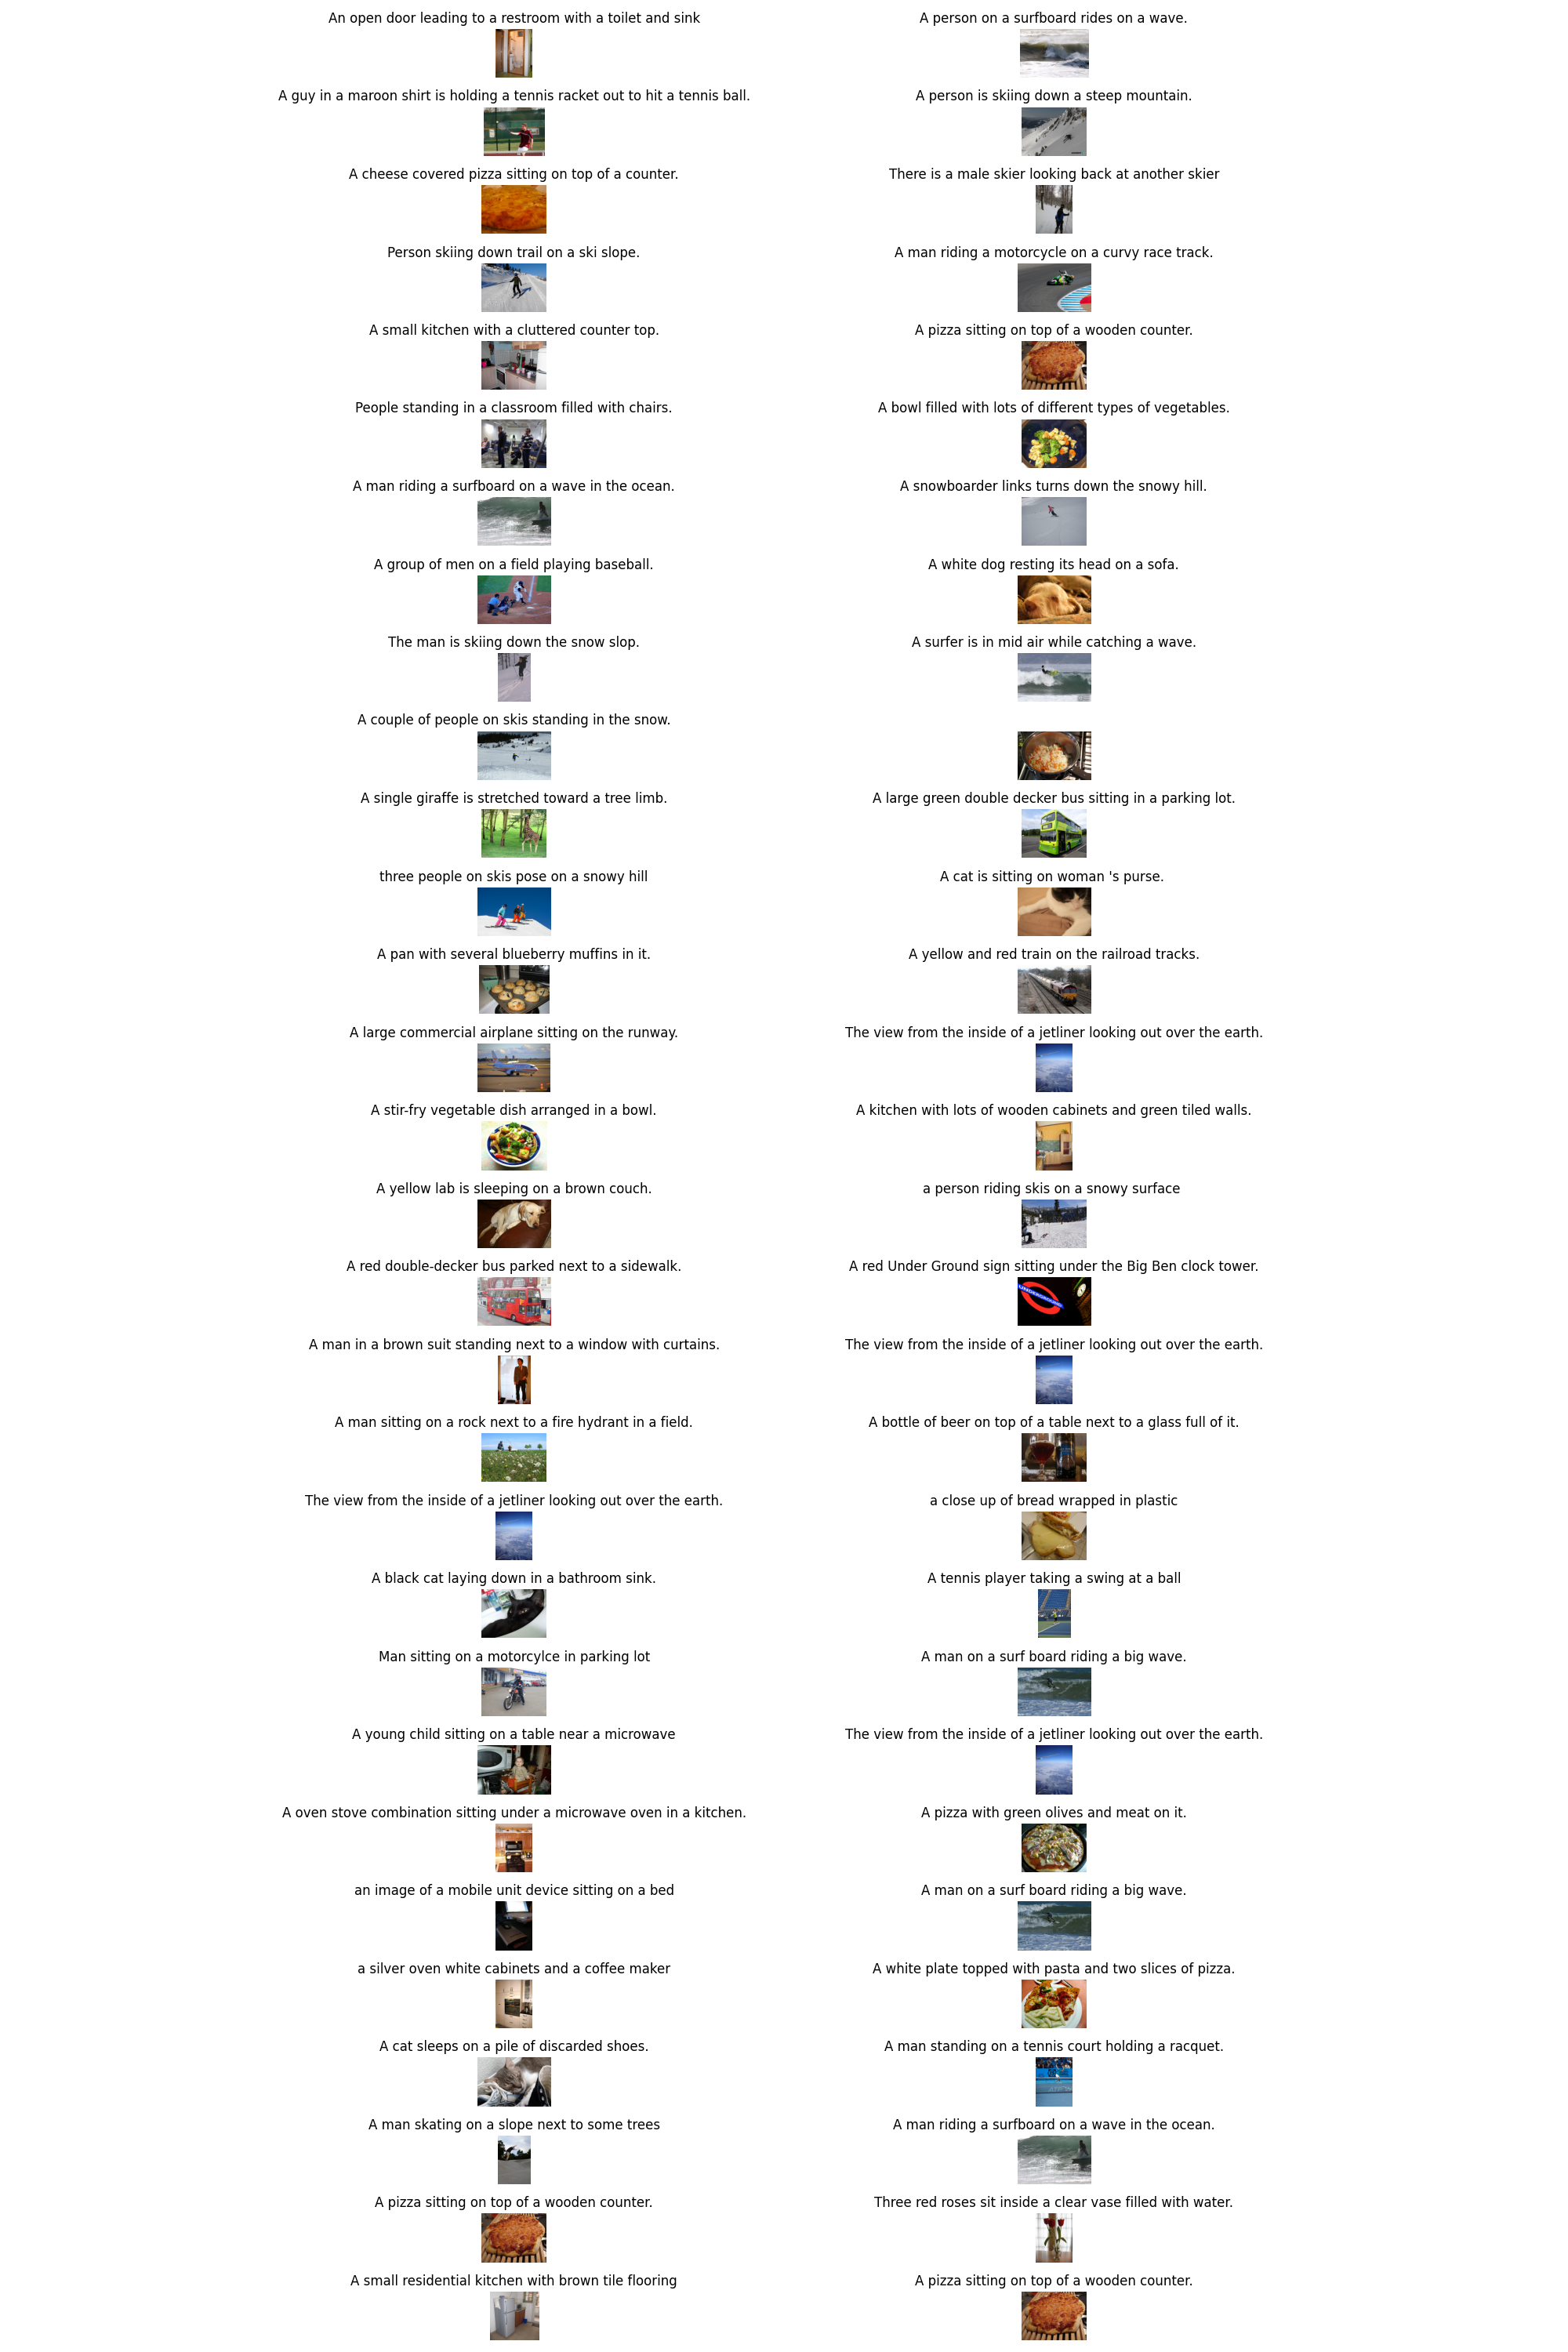 An open door leading to a restroom with a toilet and sink
A person on a surfboard rides on a wave.
A guy in a maroon shirt is holding a tennis racket out to hit a tennis ball.
A person is skiing down a steep mountain.
A cheese covered pizza sitting on top of a counter.
There is a male skier looking back at another skier
Person skiing down trail on a ski slope.
A man riding a motorcycle on a curvy race track.
A small kitchen with a cluttered counter top.
A pizza sitting on top of a wooden counter.
People standing in a classroom filled with chairs.
A bowl filled with lots of different types of vegetables.
A man riding a surfboard on a wave in the ocean.
A snowboarder links turns down the snowy hill.
A group of men on a field playing baseball.
A white dog resting its head on a sofa.
The man is skiing down the snow slop.
A surfer is in mid air while catching a wave.
A couple of people on skis standing in the snow.
A single giraffe is stretched toward a tree limb.
A large green double decker bus sitting in a parking lot.
three people on skis pose on a snowy hill
A cat is sitting on woman 's purse.
A pan with several blueberry muffins in it.
A yellow and red train on the railroad tracks.
A large commercial airplane sitting on the runway.
The view from the inside of a jetliner looking out over the earth.
A stir-fry vegetable dish arranged in a bowl.
A kitchen with lots of wooden cabinets and green tiled walls.
A yellow lab is sleeping on a brown couch.
a person riding skis on a snowy surface
A red double-decker bus parked next to a sidewalk.
A red Under Ground sign sitting under the Big Ben clock tower.
UNDERGROUND
A man in a brown suit standing next to a window with curtains.
The view from the inside of a jetliner looking out over the earth.
A man sitting on a rock next to a fire hydrant in a field.
A bottle of beer on top of a table next to a glass full of it.
The view from the inside of a jetliner looking out over the earth.
a close up of bread wrapped in plastic
A black cat laying down in a bathroom sink.
A tennis player taking a swing at a ball
Man sitting on a motorcylce in parking lot
A man on a surf board riding a big wave.
A young child sitting on a table near a microwave
The view from the inside of a jetliner looking out over the earth.
A oven stove combination sitting under a microwave oven in a kitchen.
A pizza with green olives and meat on it.
an image of a mobile unit device sitting on a bed
A man on a surf board riding a big wave.
a silver oven white cabinets and a coffee maker
A white plate topped with pasta and two slices of pizza.
A cat sleeps on a pile of discarded shoes.
A man standing on a tennis court holding a racquet.
A man skating on a slope next to some trees
A man riding a surfboard on a wave in the ocean.
A pizza sitting on top of a wooden counter.
Three red roses sit inside a clear vase filled with water.
A small residential kitchen with brown tile flooring
A pizza sitting on top of a wooden counter.